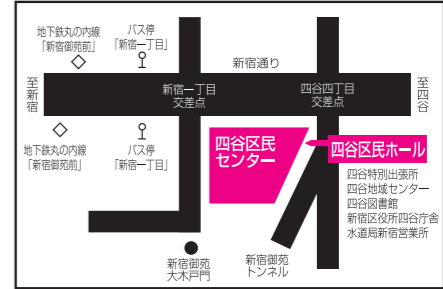 地下鉄丸の内線
「新宿御苑前」
バス停
「新宿一丁目」
新宿通り
至新宿
新宿一丁目
交差点
四谷四丁目
交差点
至四谷
地下鉄丸の内線
「新宿御苑前」
バス停
「新宿一丁目」
四谷区民
センター
四谷区民ホール
四谷特別出張所
四谷地域センター
四谷図書館
新宿区役所四谷庁舎
水道局新宿営業所
新宿御苑
大木戸門
新宿御苑
トンネル